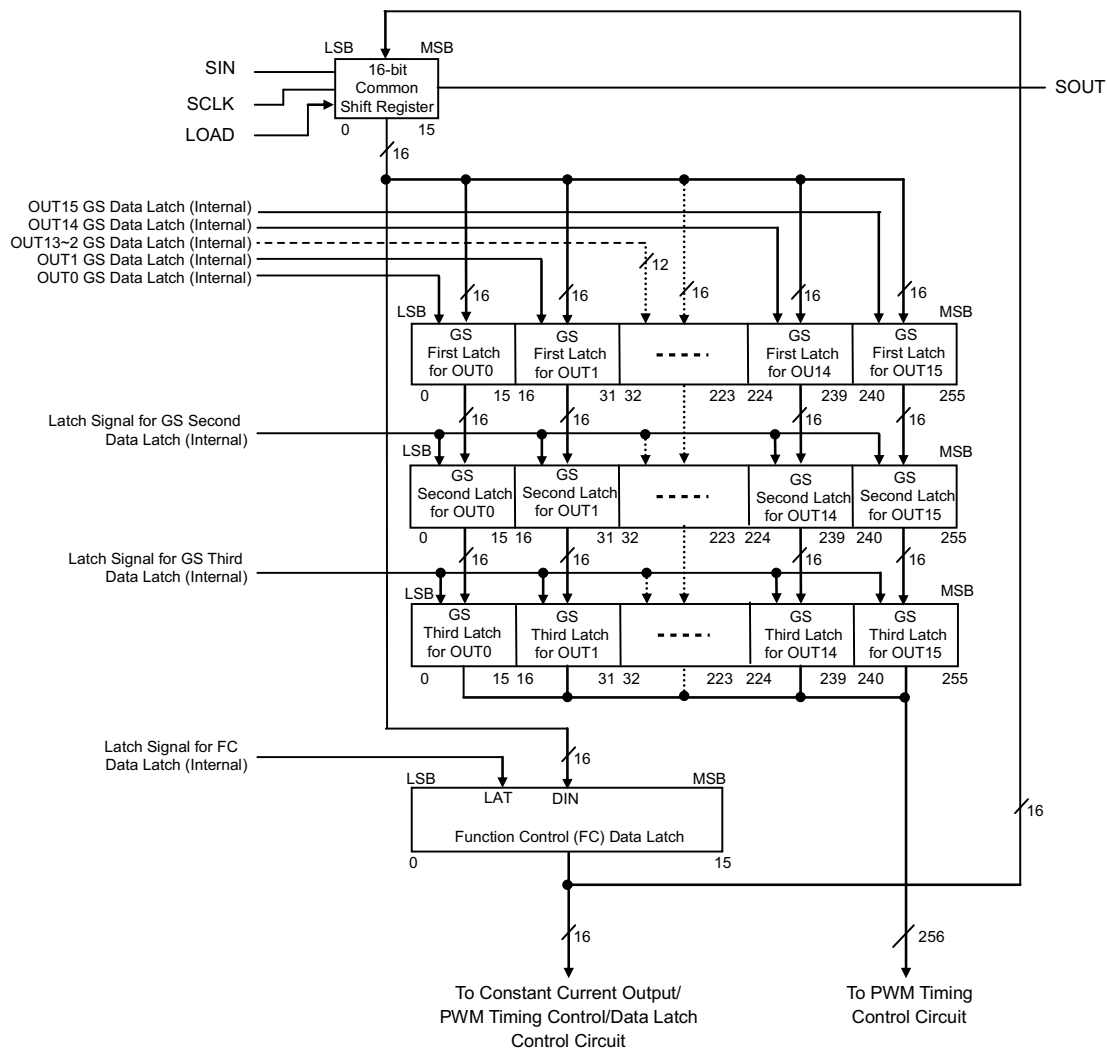 LSB MSB
SIN
16-bit
Common
Shift Register
SOUT
SCLK
LOAD
0 15
16
OUT15 GS Data Latch (Internal)
OUT14 GS Data Latch (Internal)
OUT13~2 GS Data Latch (Internal)
OUT1 GS Data Latch (Internal)
OUT0 GS Data Latch (Internal)
12
16 16 16 16 16
LSB MSB
GS
First Latch
for OUT0
GS
First Latch
for OUT1
GS
First Latch
for OU14
GS
First Latch
for OUT15
0 15 16 31 32 223 224 239 240 255
16 16 16 16
Latch Signal for GS Second
Data Latch (Internal)
LSB MSB
GS
Second Latch
for OUT0
GS
Second Latch
for OUT1
GS
Second Latch
for OUT14
GS
Second Latch
for OUT15
0 15 16 31 32 223 224 239 240 255
16 16 16 16
Latch Signal for GS Third
Data Latch (Internal)
LSB MSB
GS
Third Latch
for OUT0
GS
Third Latch
for OUT1
GS
Third Latch
for OUT14
GS
Third Latch
for OUT15
0 15 16 31 32 223 224 239 240 255
Latch Signal for FC
Data Latch (Internal)
16
LSB MSB
LAT DIN
Function Control (FC) Data Latch
0 15
16
16
256
To Constant Current Output/
PWM Timing Control/Data Latch
Control Circuit
To PWM Timing
Control Circuit